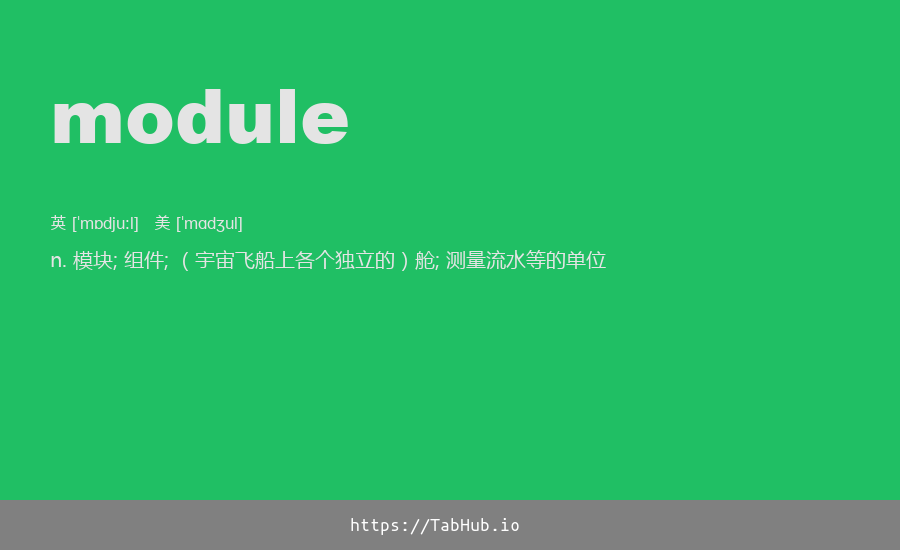 module
英 [ˈmɒdjuːl]　美 [ˈmɑdʒul]
n. 模块; 组件; （宇宙飞船上各个独立的）舱; 测量流水等的单位
https://TabHub.io